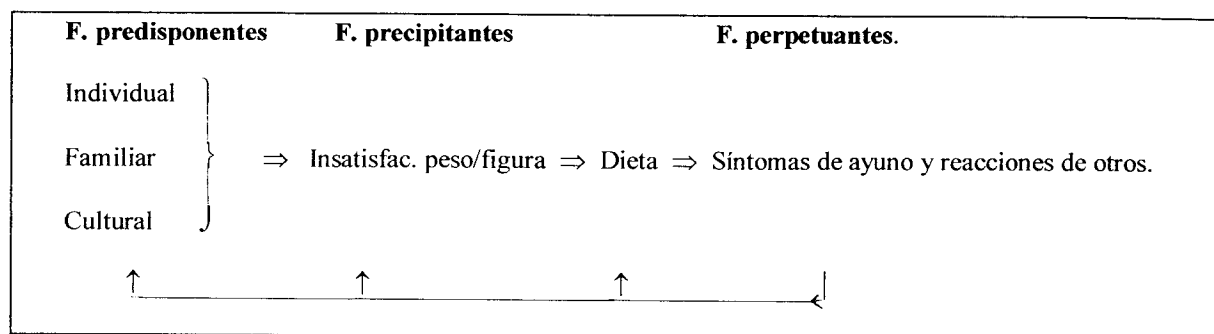 F. predisponentes F. precipitantes F. perpetuantes.
Individual
Familiar ⇒ Insatisfac. peso/figura ⇒ Dieta ⇒ Síntomas de ayuno y reacciones de otros.
Cultural